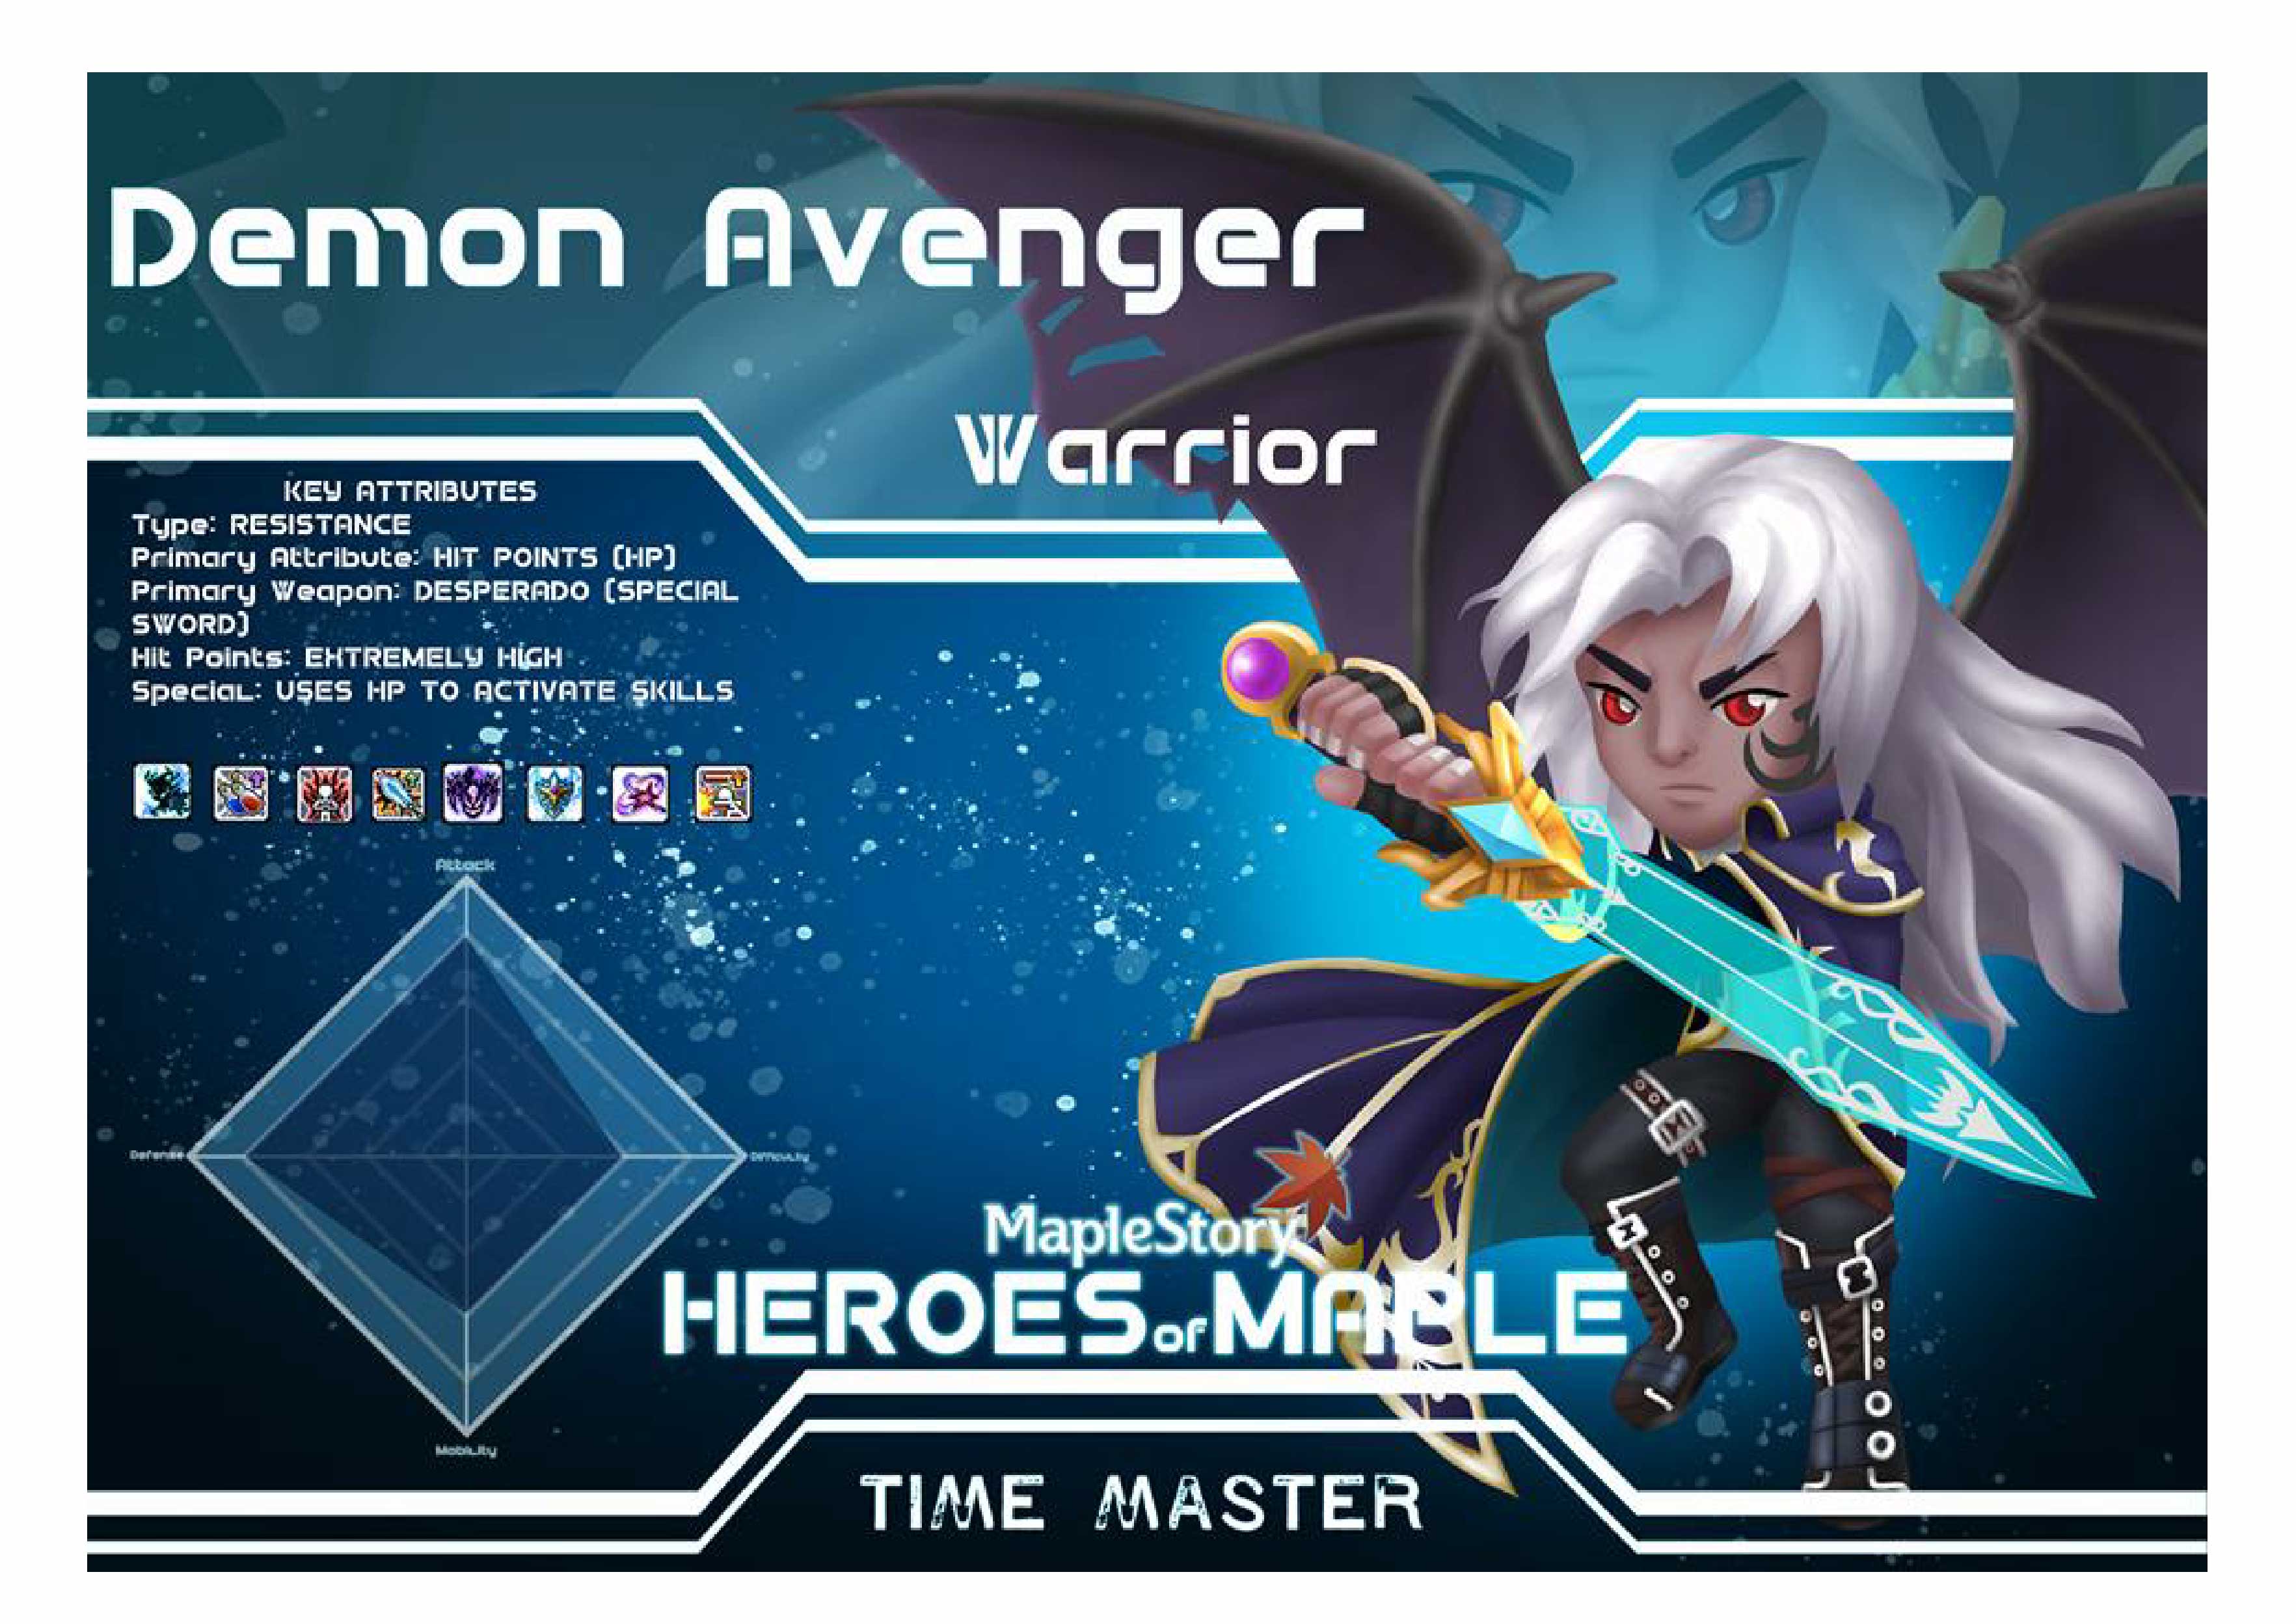 Demon Avenger
Warrior
KEY ATTRIBUTES
Type: RESISTANCE
Primary Attribute: HIT POINTS (HP)
Primary Weapon: DESPERADO (SPECIAL
SWORD)
Hit Points: EXTREMELY HIGH
Special: USES HP TO ACTIVATE SKILLS
Attack
Defense
Difficulty
Mobility
MapleStory
HEROES of MAPLE
TIME MASTER